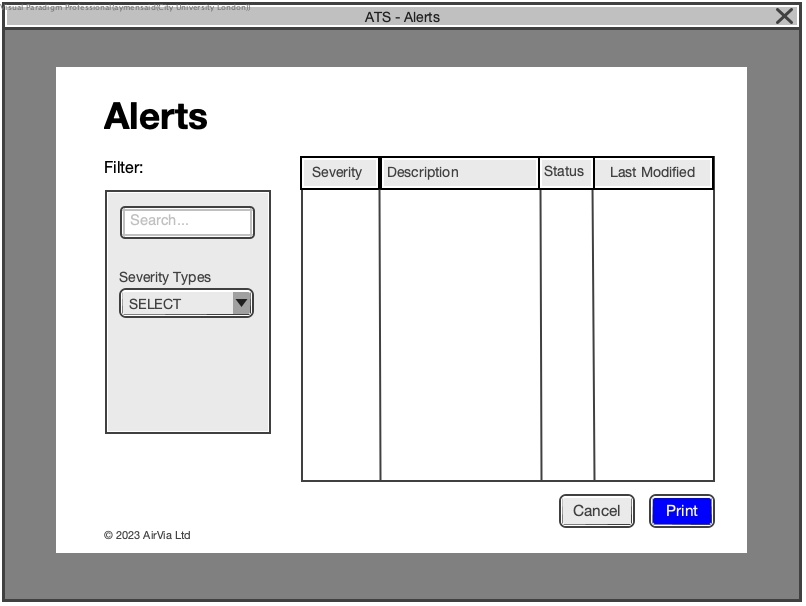 Visual Paradigm Professional(aymensaid(City University London))
ATS - Alerts
Alerts
Filter:
Search...
Severity Types
SELECT
Severity Description Status Last Modified
Cancel Print
© 2023 AirVia Ltd